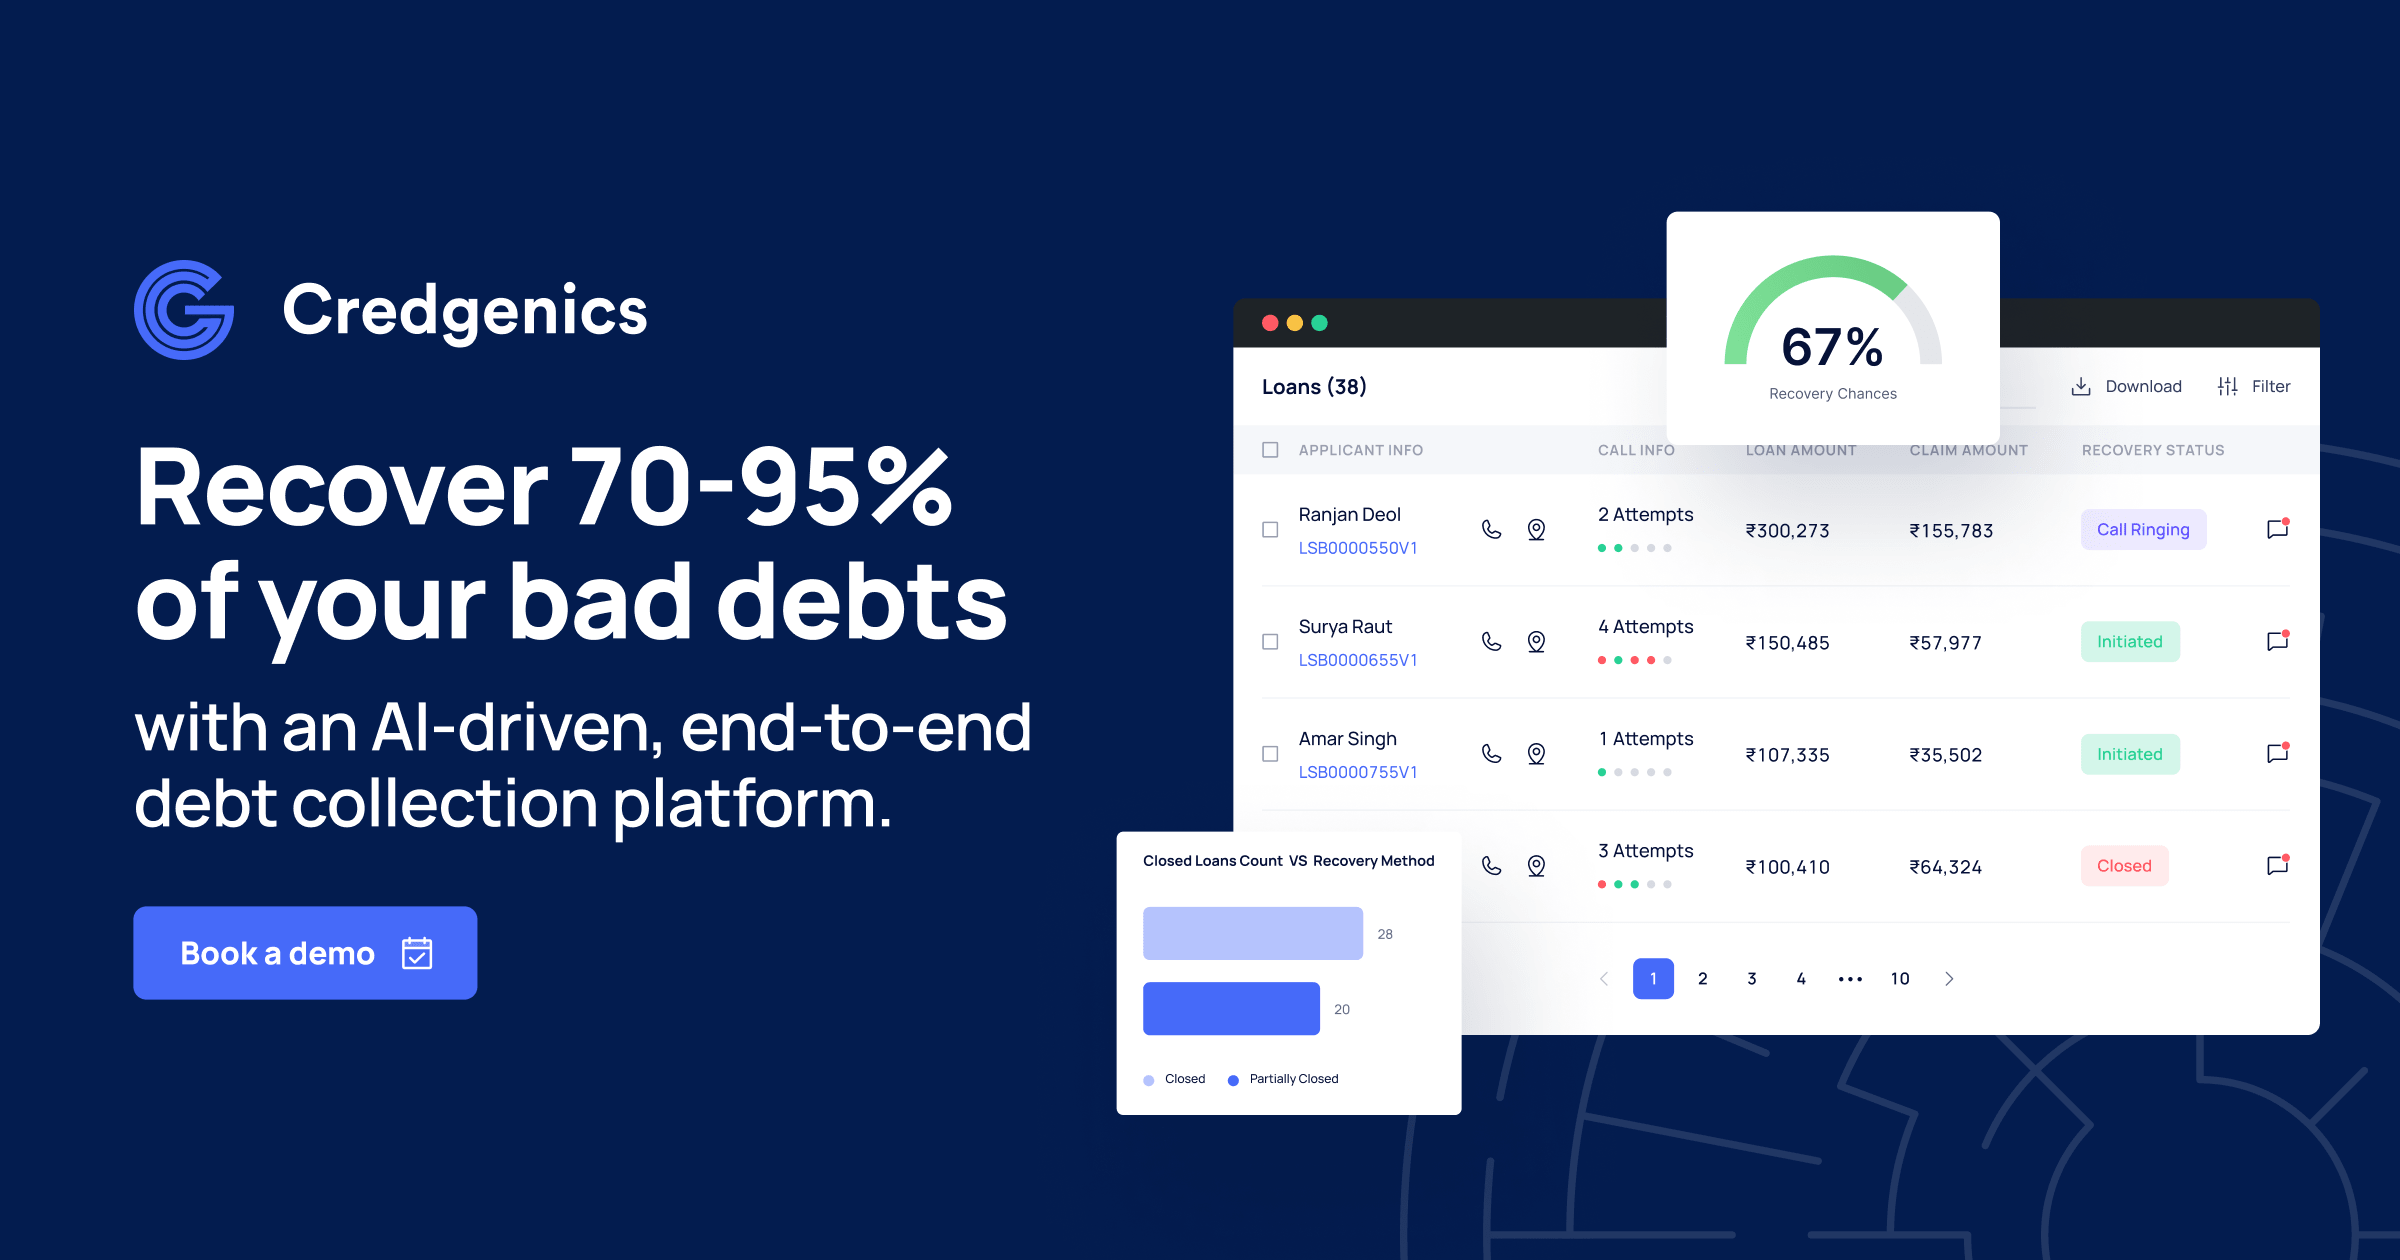 Credgenics
Recover 70-95%
of your bad debts
with an AI-driven, end-to-end
debt collection platform.
Book a demo
67%
Recovery Chances
Loans (38)
Download
Filter
APPLICANT INFO
CALL INFO
LOAN AMOUNT
CLAIM AMOUNT
RECOVERY STATUS
Ranjan Deol
LSB0000550V1
2 Attempts
₹300,273
₹155,783
Call Ringing
Surya Raut
LSB0000655V1
4 Attempts
₹150,485
₹57,977
Initiated
Amar Singh
LSB0000755V1
1 Attempts
₹107,335
₹35,502
Initiated
3 Attempts
₹100,410
₹64,324
Closed
1 2 3 4 ••• 10
Closed Loans Count VS Recovery Method
28
20
Closed
Partially Closed